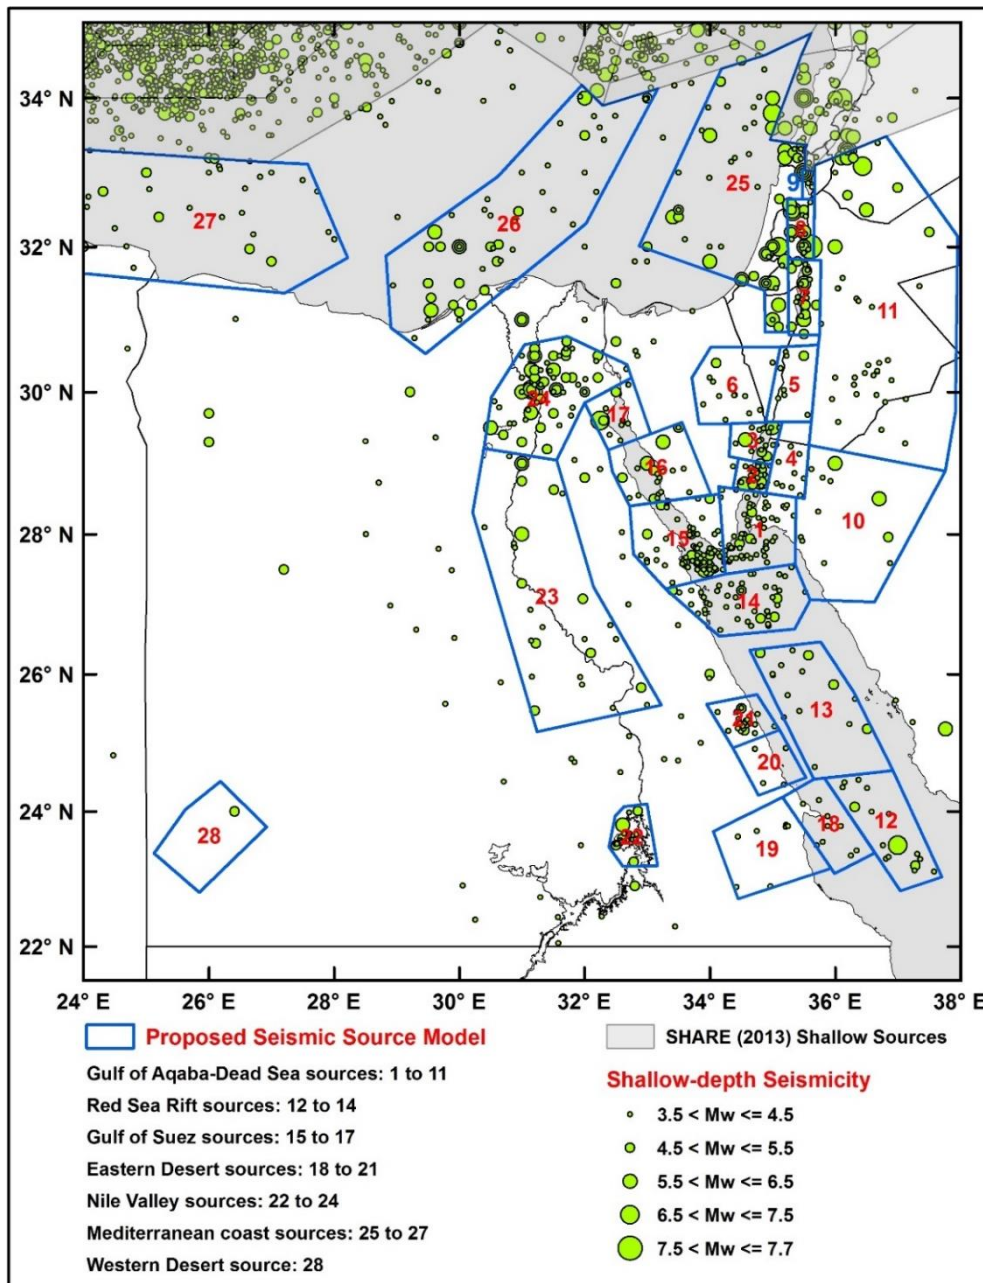 34° N
32° N
30° N
28° N
26° N
24° N
22° N
25
9
27
26
8
7
11
6
5
24
17
3
4
16
2
10
1
15
14
23
13
21
20
28
22
18
12
19
24° E 26° E 28° E 30° E 32° E 34° E 36° E 38° E
Proposed Seismic Source Model
Gulf of Aqaba-Dead Sea sources: 1 to 11
Red Sea Rift sources: 12 to 14
Gulf of Suez sources: 15 to 17
Eastern Desert sources: 18 to 21
Nile Valley sources: 22 to 24
Mediterranean coast sources: 25 to 27
Western Desert source: 28
SHARE (2013) Shallow Sources
Shallow-depth Seismicity
3.5 < Mw <= 4.5
4.5 < Mw <= 5.5
5.5 < Mw <= 6.5
6.5 < Mw <= 7.5
7.5 < Mw <= 7.7